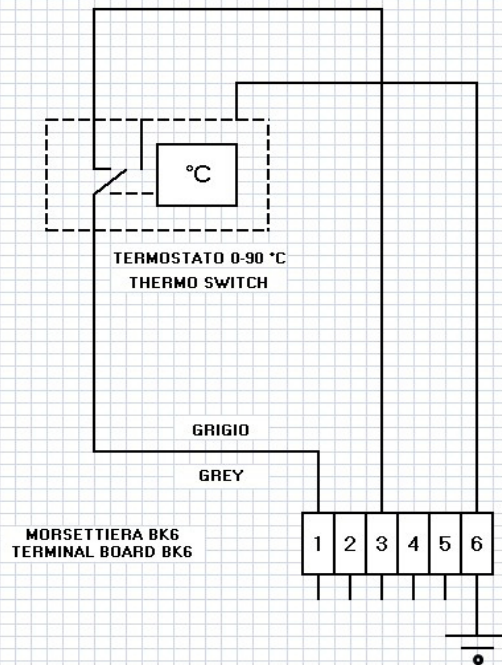 °C
TERMOSTATO 0-90 °C
THERMO SWITCH
GRIGIO
GREY
MORSETTIERA BK6
TERMINAL BOARD BK6
1 2 3 4 5 6